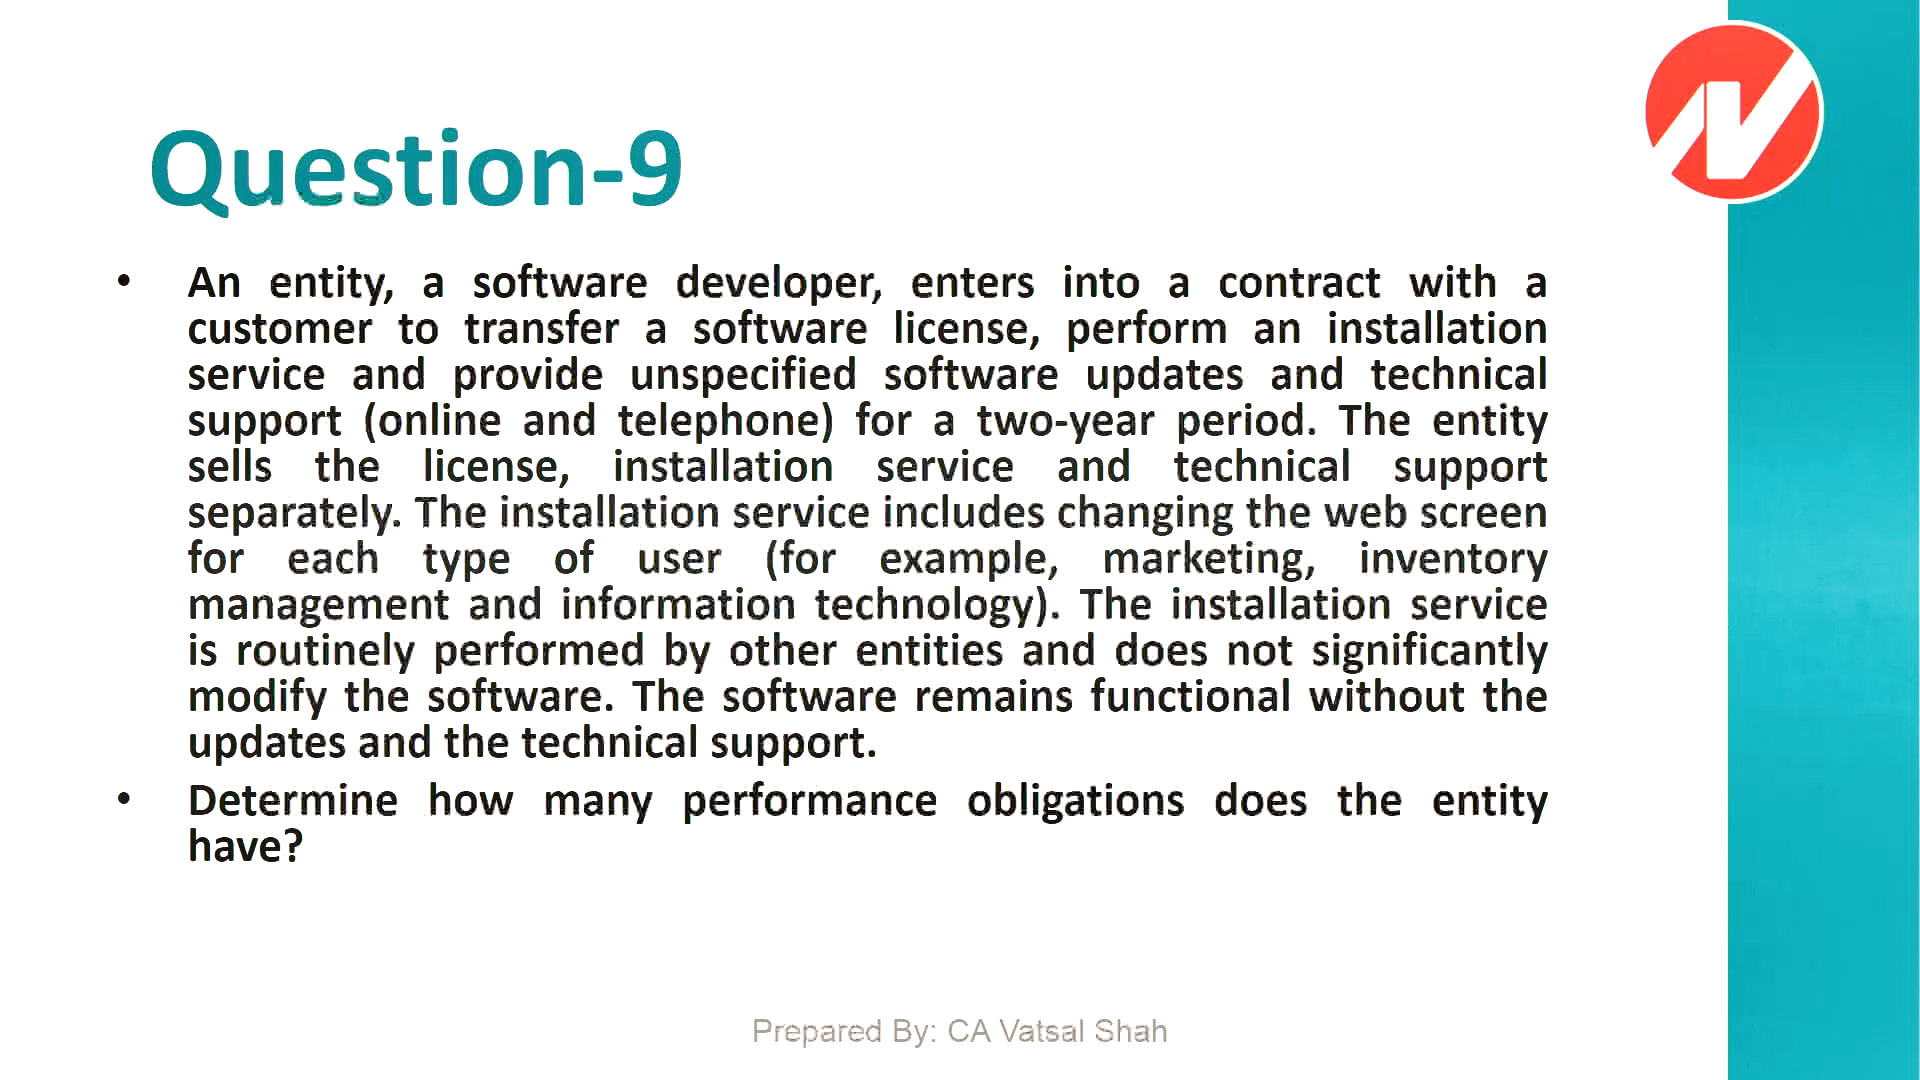 Question-9
• An entity, a software developer, enters into a contract with a
customer to transfer a software license, perform an installation
service and provide unspecified software updates and technical
support (online and telephone) for a two-year period. The entity
sells the license, installation service and technical support
separately. The installation service includes changing the web screen
for each type of user (for example, marketing, inventory
management and information technology). The installation service
is routinely performed by other entities and does not significantly
modify the software. The software remains functional without the
updates and the technical support.
• Determine how many performance obligations does the entity
have?
Prepared By: CA Vatsal Shah